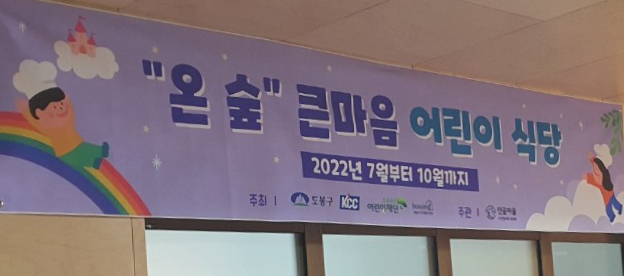 "온 숲" 큰마음 어린이 식당
2022년 7월부터 10월까지
주최 | 도봉구 KCC 어린이재단 주관 |